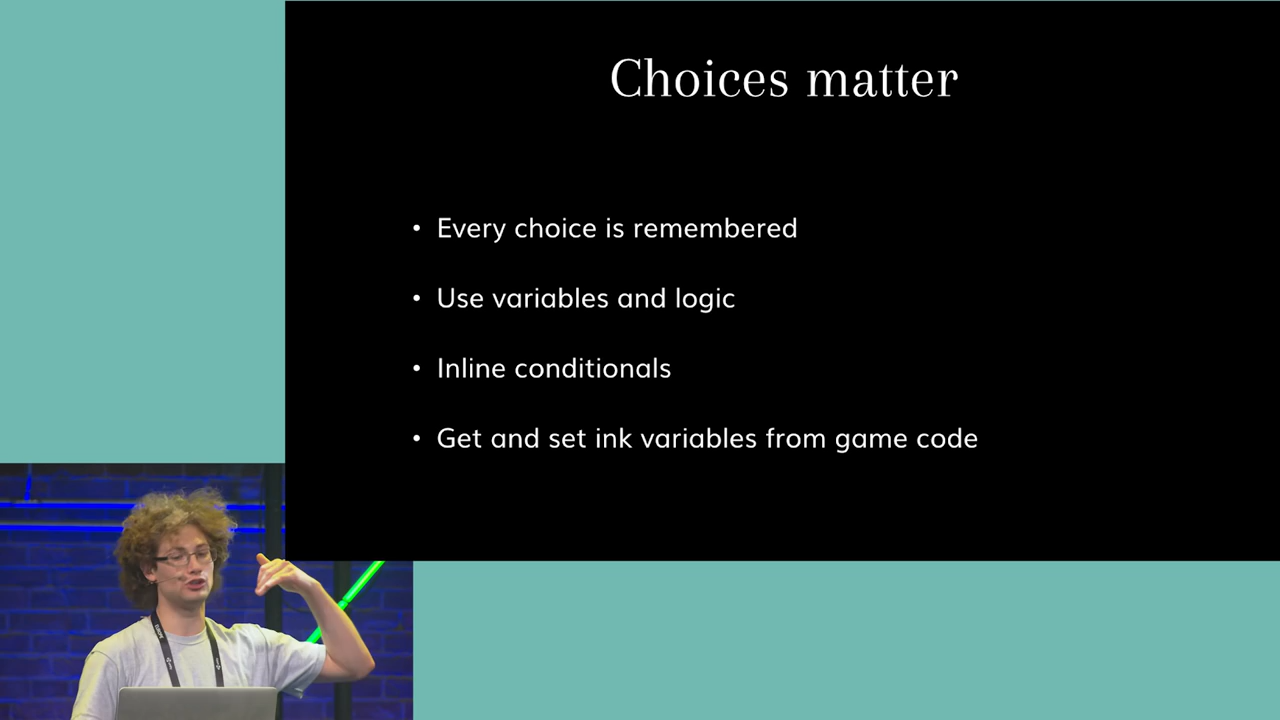 Choices matter
• Every choice is remembered
• Use variables and logic
• Inline conditionals
• Get and set ink variables from game code